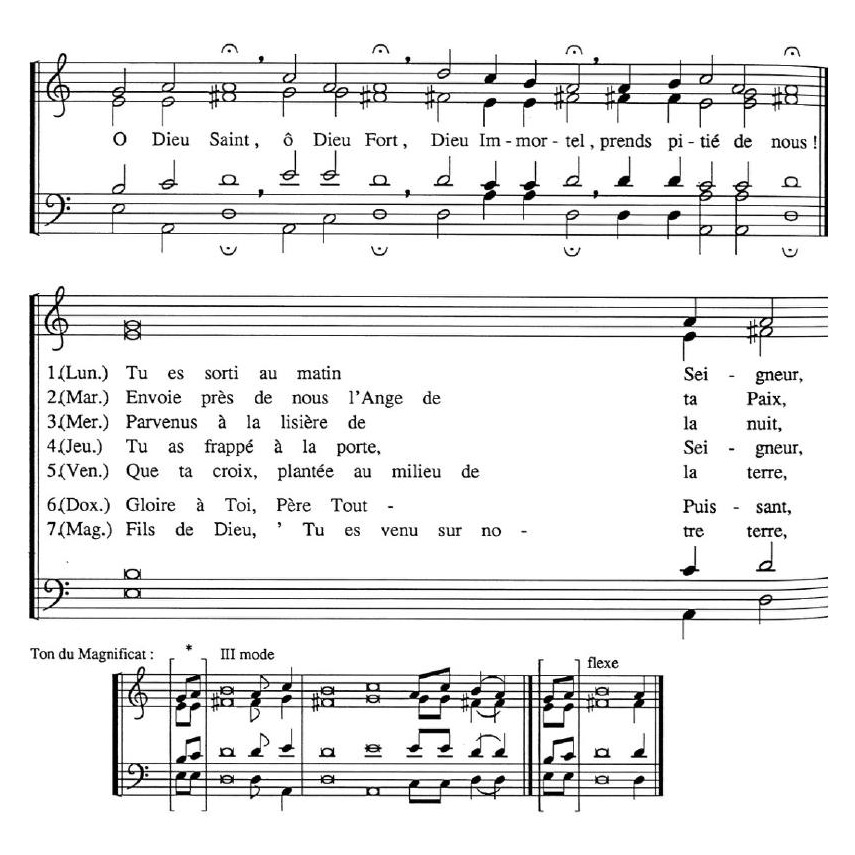 O Dieu Saint, ô Dieu Fort, Dieu Im-mor-tel, prends pi-tié de nous!
1.(Lun.) Tu es sorti au matin Sei - gneur,
2.(Mar.) Envoie près de nous l'Ange de ta Paix,
3.(Mer.) Parvenus à la lisière de la nuit,
4.(Jeu.) Tu as frappé à la porte, Sei - gneur,
5.(Ven.) Que ta croix, plantée au milieu de la terre,
6.(Dox.) Gloire à Toi, Père Tout - Puis - sant,
7.(Mag.) Fils de Dieu, ' Tu es venu sur no - tre terre,
Ton du Magnificat : * III mode flexe